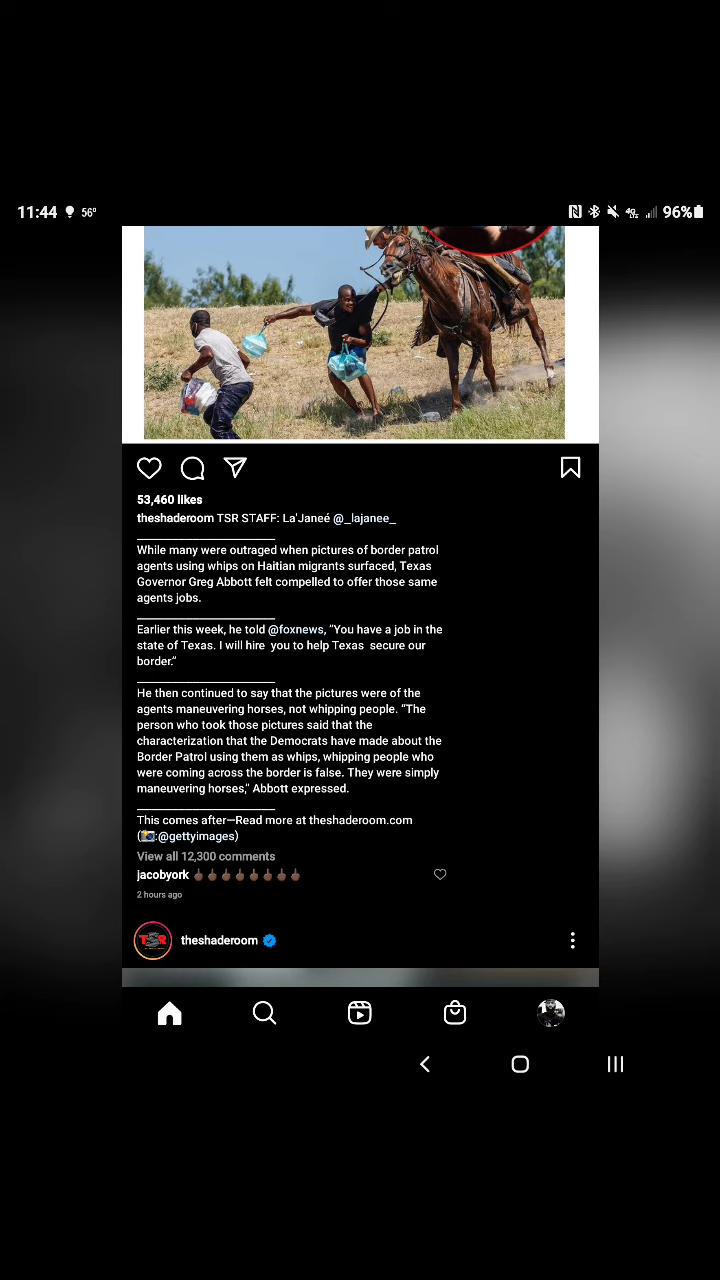 11:44 56° 4G LTE 96%
53,460 likes
theshaderoom TSR STAFF: La'Janeé @_lajanee_
While many were outraged when pictures of border patrol
agents using whips on Haitian migrants surfaced, Texas
Governor Greg Abbott felt compelled to offer those same
agents jobs.
Earlier this week, he told @foxnews, “You have a job in the
state of Texas. I will hire you to help Texas secure our
border.”
He then continued to say that the pictures were of the
agents maneuvering horses, not whipping people. “The
person who took those pictures said that the
characterization that the Democrats have made about the
Border Patrol using them as whips, whipping people who
were coming across the border is false. They were simply
maneuvering horses,” Abbott expressed.
This comes after—Read more at theshaderoom.com
(📸:@gettyimages)
View all 12,300 comments
jacobyork 🖕🏾🖕🏾🖕🏾🖕🏾🖕🏾🖕🏾🖕🏾🖕🏾
2 hours ago
TSR theshaderoom